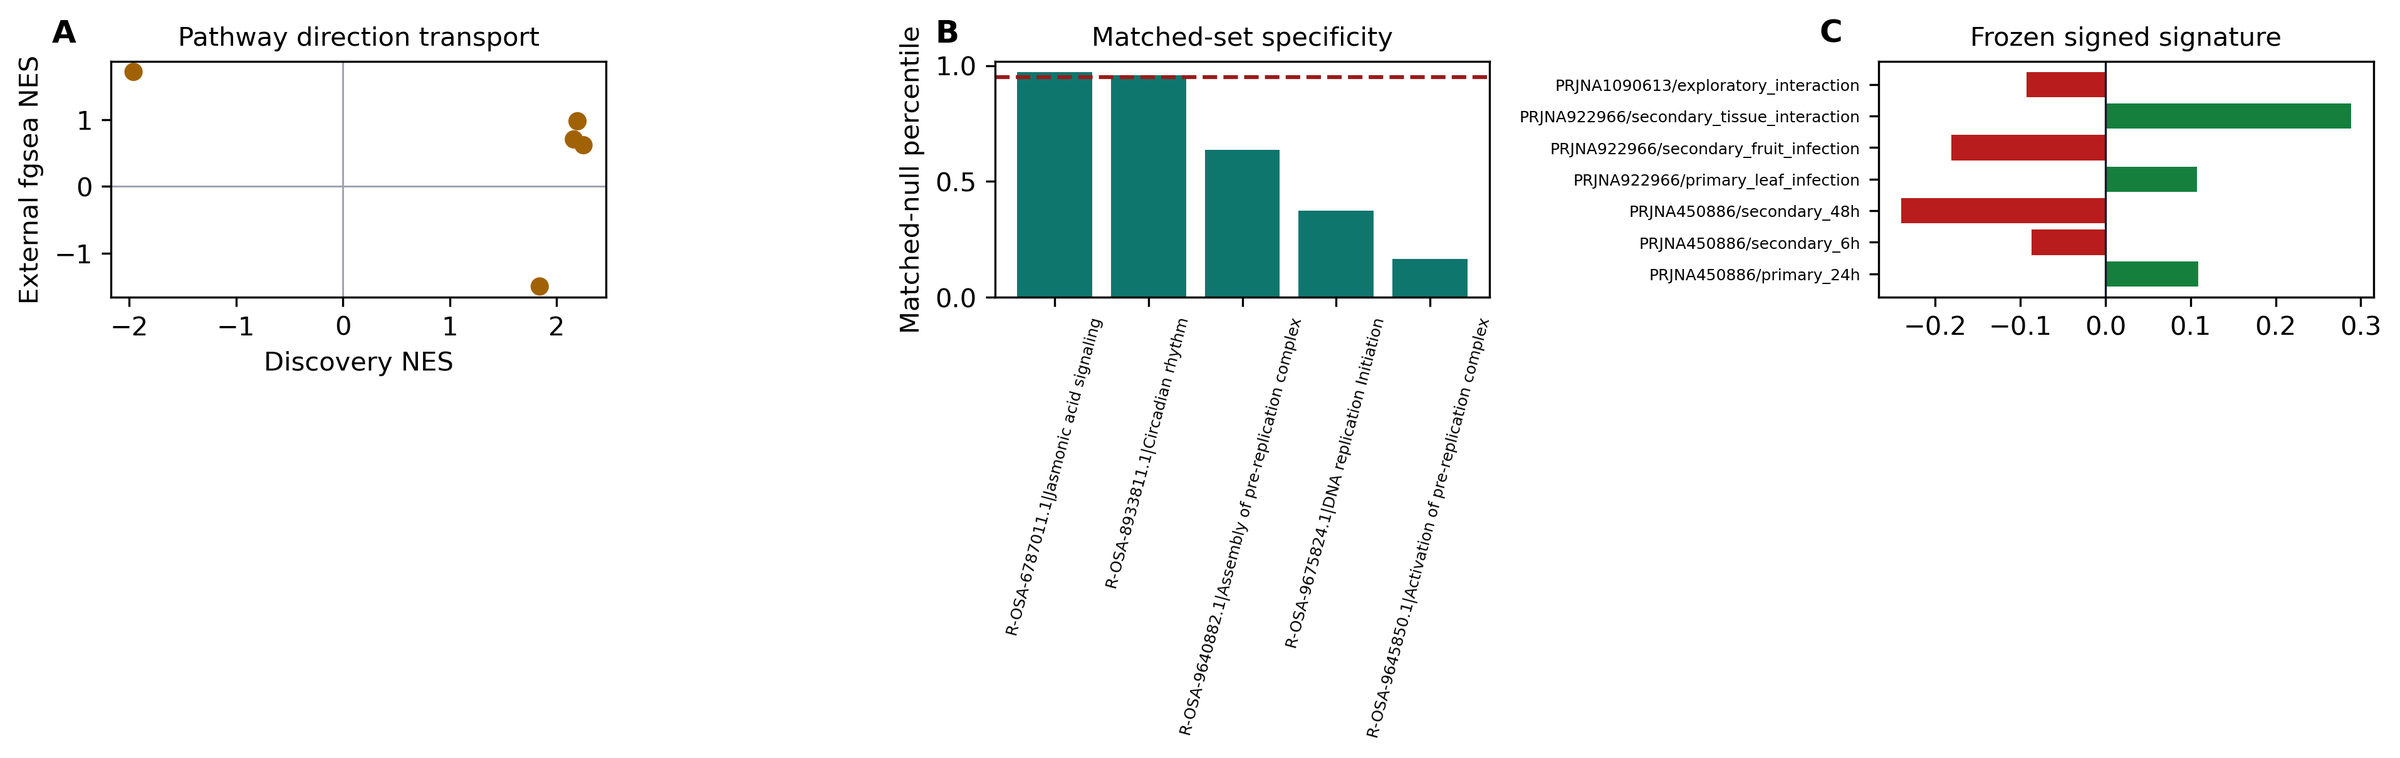 A
Pathway direction transport
External fgsea NES
1
0
−1
−2
−1
0
1
2
Discovery NES
B
Matched-set specificity
Matched-null percentile
1.0
0.5
0.0
R-OSA-6787011.1|Jasmonic acid signaling
R-OSA-8933811.1|Circadian rhythm
R-OSA-9640882.1|Assembly of pre-replication complex
R-OSA-9675824.1|DNA replication Initiation
R-OSA-9645850.1|Activation of pre-replication complex
C
Frozen signed signature
PRJNA1090613/exploratory_interaction
PRJNA922966/secondary_tissue_interaction
PRJNA922966/secondary_fruit_infection
PRJNA922966/primary_leaf_infection
PRJNA450886/secondary_48h
PRJNA450886/secondary_6h
PRJNA450886/primary_24h
−0.2
−0.1
0.0
0.1
0.2
0.3